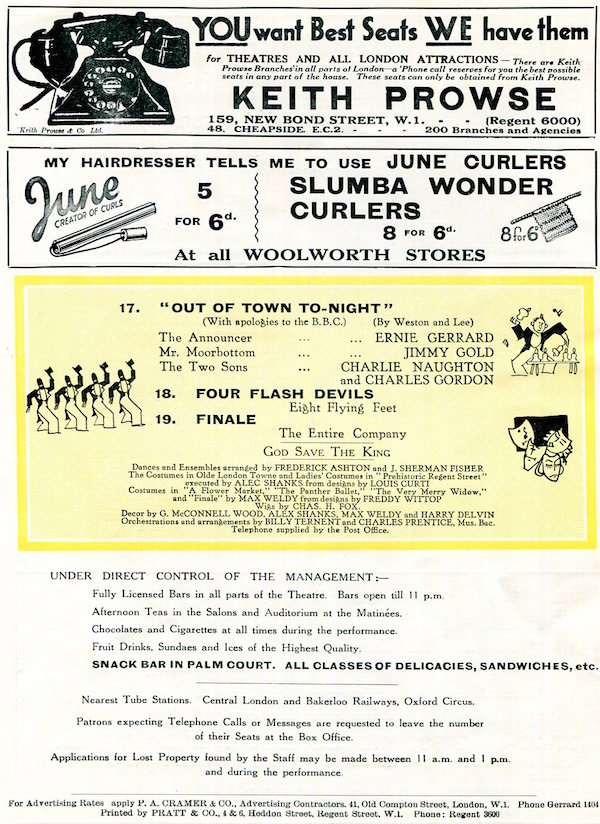 YOU want Best Seats WE have them
for THEATRES AND ALL LONDON ATTRACTIONS — There are Keith
Prowse Branches in all parts of London—a 'Phone call reserves for you the best possible
seats in any part of the house. These seats can only be obtained from Keith Prowse.
KEITH PROWSE
159, NEW BOND STREET, W.1. - - (Regent 6000)
48, CHEAPSIDE. E.C.2. - - - 200 Branches and Agencies
Keith Prowse & Co Ltd.
MY HAIRDRESSER TELLS ME TO USE JUNE CURLERS
June
CREATOR OF CURLS
5
FOR 6d.
SLUMBA WONDER
CURLERS
8 FOR 6d.
8 for 6d
At all WOOLWORTH STORES
17. "OUT OF TOWN TO-NIGHT"
(With apologies to the B.B.C.) (By Weston and Lee)
The Announcer ... ... ERNIE GERRARD
Mr. Moorbottom ... ... JIMMY GOLD
The Two Sons ... CHARLIE NAUGHTON
and CHARLES GORDON
18. FOUR FLASH DEVILS
Eight Flying Feet
19. FINALE
The Entire Company
GOD SAVE THE KING
Dances and Ensembles arranged by FREDERICK ASHTON and J. SHERMAN FISHER
The Costumes in Olde London Towne and Ladies' Costumes in "Prehistoric Regent Street"
executed by ALEC SHANKS from designs by LOUIS CURTI
Costumes in "A Flower Market," "The Panther Ballet," "The Very Merry Widow,"
and "Finale" by MAX WELDY from designs by FREDDY WITTOP
Wigs by CHAS. H. FOX.
Decor by G. McCONNELL WOOD, ALEX SHANKS, MAX WELDY and HARRY DELVIN
Orchestrations and arrangements by BILLY TERNENT and CHARLES PRENTICE, Mus. Bac.
Telephone supplied by the Post Office.
UNDER DIRECT CONTROL OF THE MANAGEMENT:—
Fully Licensed Bars in all parts of the Theatre. Bars open till 11 p.m.
Afternoon Teas in the Salons and Auditorium at the Matinées.
Chocolates and Cigarettes at all times during the performance.
Fruit Drinks, Sundaes and Ices of the Highest Quality.
SNACK BAR IN PALM COURT. ALL CLASSES OF DELICACIES, SANDWICHES, etc.
Nearest Tube Stations. Central London and Bakerloo Railways, Oxford Circus.
Patrons expecting Telephone Calls or Messages are requested to leave the number
of their Seats at the Box Office.
Applications for Lost Property found by the Staff may be made between 11 a.m. and 1 p.m.
and during the performance.
For Advertising Rates apply P. A. CRAMER & CO., Advertising Contractors, 41, Old Compton Street, London, W.1. Phone Gerrard 1404
Printed by PRATT & CO., 4 & 6, Heddon Street, Regent Street, W.1. Phone: Regent 3600